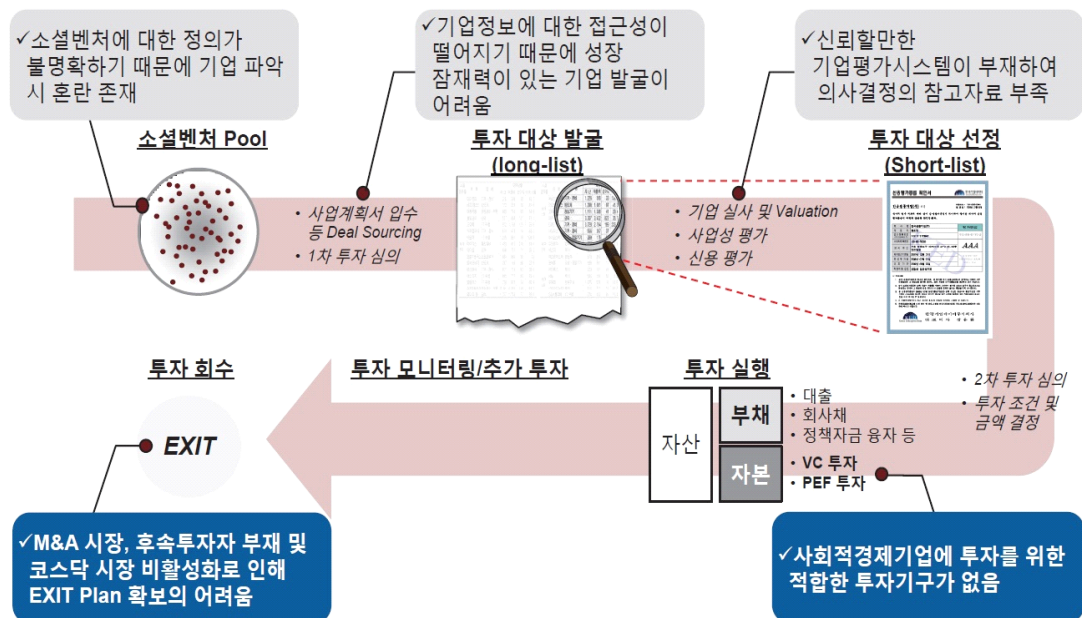 ✓소셜벤처에 대한 정의가
불명확하기 때문에 기업 파악
시 혼란 존재
✓기업정보에 대한 접근성이
떨어지기 때문에 성장
잠재력이 있는 기업 발굴이
어려움
✓신뢰할만한
기업평가시스템이 부재하여
의사결정의 참고자료 부족
소셜벤처 Pool
투자 대상 발굴
(long-list)
투자 대상 선정
(Short-list)
• 사업계획서 입수
등 Deal Sourcing
• 1차 투자 심의
• 기업 실사 및 Valuation
• 사업성 평가
• 신용 평가
AAA
투자 회수
투자 모니터링/추가 투자
투자 실행
• 2차 투자 심의
• 투자 조건 및
금액 결정
EXIT
자산
부채
자본
• 대출
• 회사채
• 정책자금 융자 등
• VC 투자
• PEF 투자
✓M&A 시장, 후속투자자 부재 및
코스닥 시장 비활성화로 인해
EXIT Plan 확보의 어려움
✓사회적경제기업에 투자를 위한
적합한 투자기구가 없음